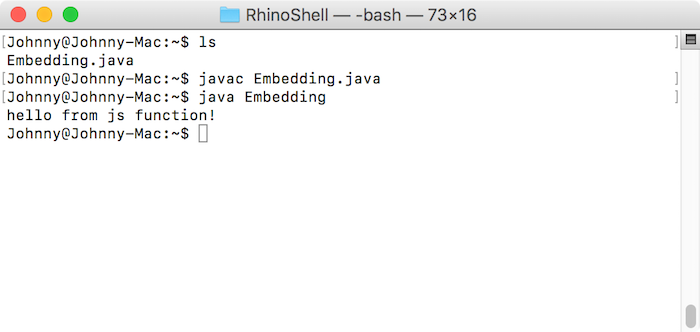 RhinoShell — -bash — 73×16
[Johnny@Johnny-Mac:~$ ls ]
Embedding.java
[Johnny@Johnny-Mac:~$ javac Embedding.java ]
[Johnny@Johnny-Mac:~$ java Embedding ]
hello from js function!
Johnny@Johnny-Mac:~$